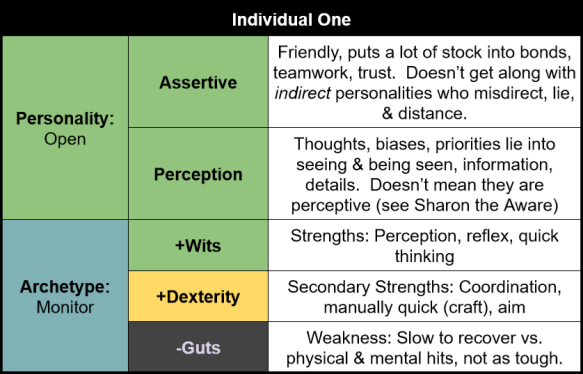 Individual One
Personality:
Open
Assertive
Friendly, puts a lot of stock into bonds,
teamwork, trust.  Doesn't get along with
indirect personalities who misdirect, lie,
& distance.
Perception
Thoughts, biases, priorities lie into
seeing & being seen, information,
details.  Doesn't mean they are
perceptive (see Sharon the Aware)
Archetype:
Monitor
+Wits
Strengths: Perception, reflex, quick
thinking
+Dexterity
Secondary Strengths: Coordination,
manually quick (craft), aim
-Guts
Weakness: Slow to recover vs.
physical & mental hits, not as tough.